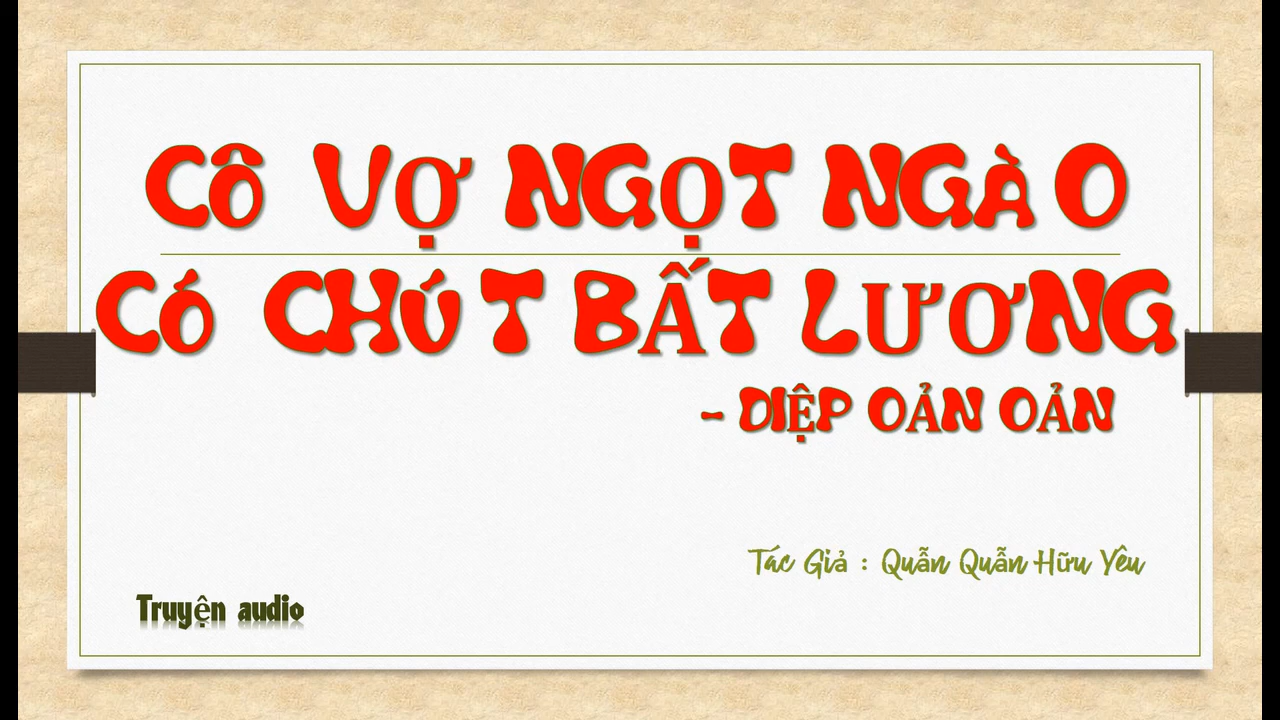 CÔ VỢ NGỌT NGÀO
CÓ CHÚT BẤT LƯƠNG
- DIỆP OẢN OẢN
Tác Giả : Quẫn Quẫn Hữu Yêu
Truyện audio